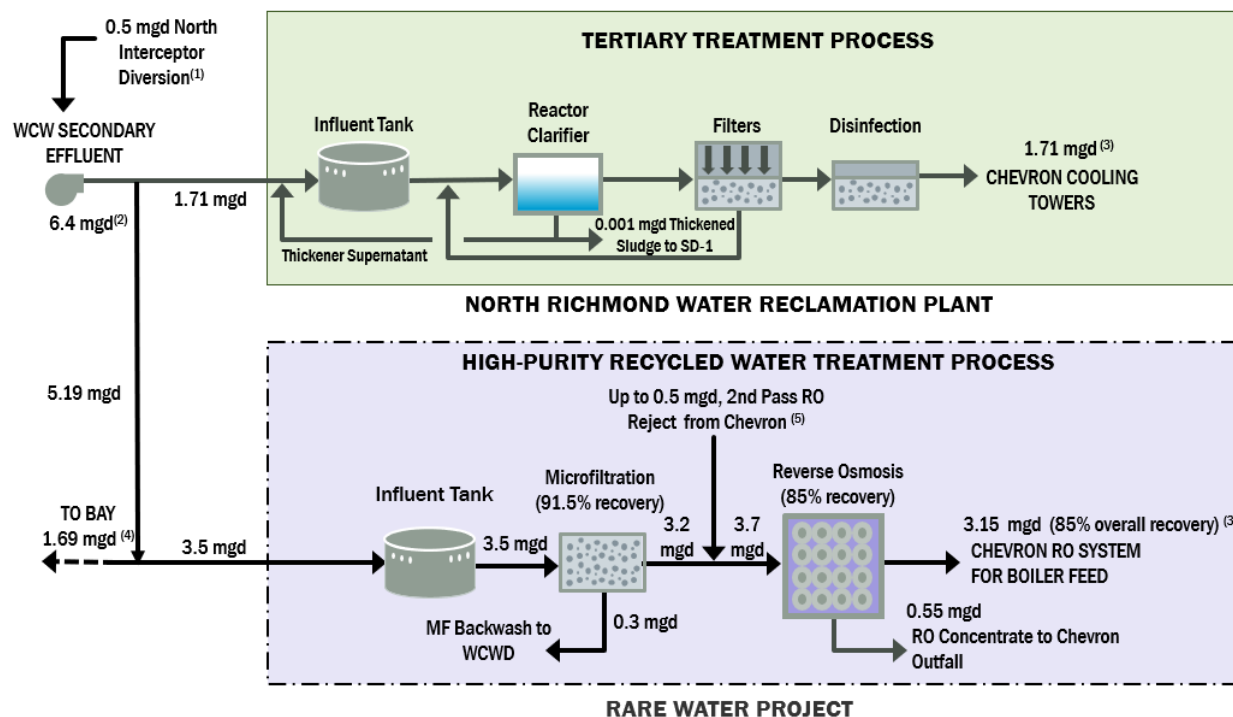 0.5 mgd North
Interceptor
Diversion(1)
WCW SECONDARY
EFFLUENT
6.4 mgd(2)
1.71 mgd
TERTIARY TREATMENT PROCESS
Influent Tank
Reactor
Clarifier
Filters
Disinfection
1.71 mgd (3)
CHEVRON COOLING
TOWERS
Thickener Supernatant
0.001 mgd Thickened
Sludge to SD-1
NORTH RICHMOND WATER RECLAMATION PLANT
5.19 mgd
TO BAY
1.69 mgd (4)
3.5 mgd
HIGH-PURITY RECYCLED WATER TREATMENT PROCESS
Up to 0.5 mgd, 2nd Pass RO
Reject from Chevron (5)
Influent Tank
3.5 mgd
Microfiltration
(91.5% recovery)
3.2
mgd
3.7
mgd
Reverse Osmosis
(85% recovery)
3.15 mgd (85% overall recovery) (3
CHEVRON RO SYSTEM
FOR BOILER FEED
0.3 mgd
MF Backwash to
WCWD
0.55 mgd
RO Concentrate to Chevron
Outfall
RARE WATER PROJECT